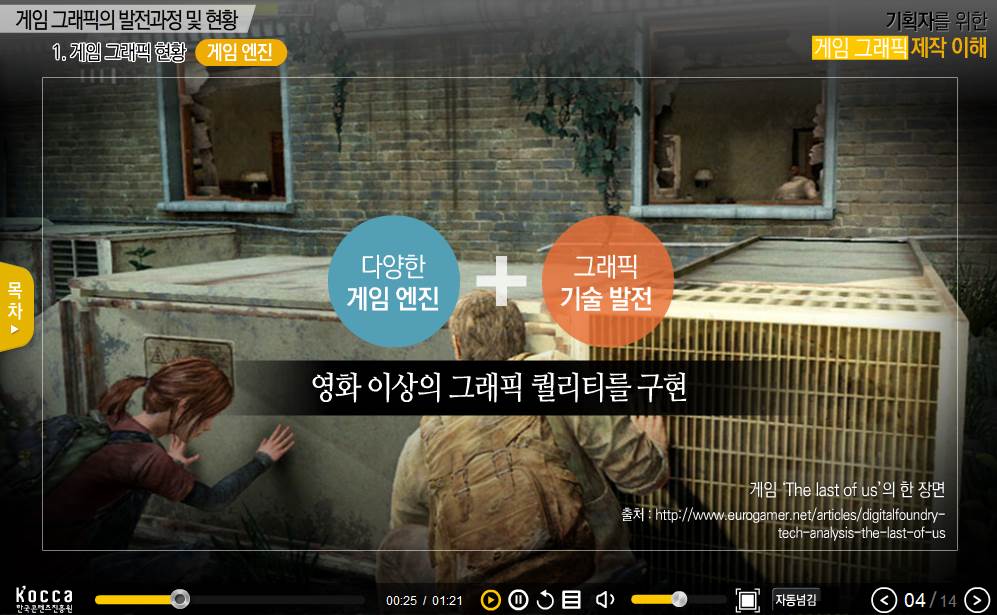 게임 그래픽의 발전과정 및 현황
기획자를 위한
1. 게임 그래픽 현황 게임 엔진
게임 그래픽 제작 이해
다양한
게임 엔진
+
그래픽
기술 발전
영화 이상의 그래픽 퀄리티를 구현
목
차
게임 'The last of us'의 한 장면
출처 : http://www.eurogamer.net/articles/digitalfoundry-
tech-analysis-the-last-of-us
Kocca
한국콘텐츠진흥원
00:25 / 01:21
자동넘김
04 / 14